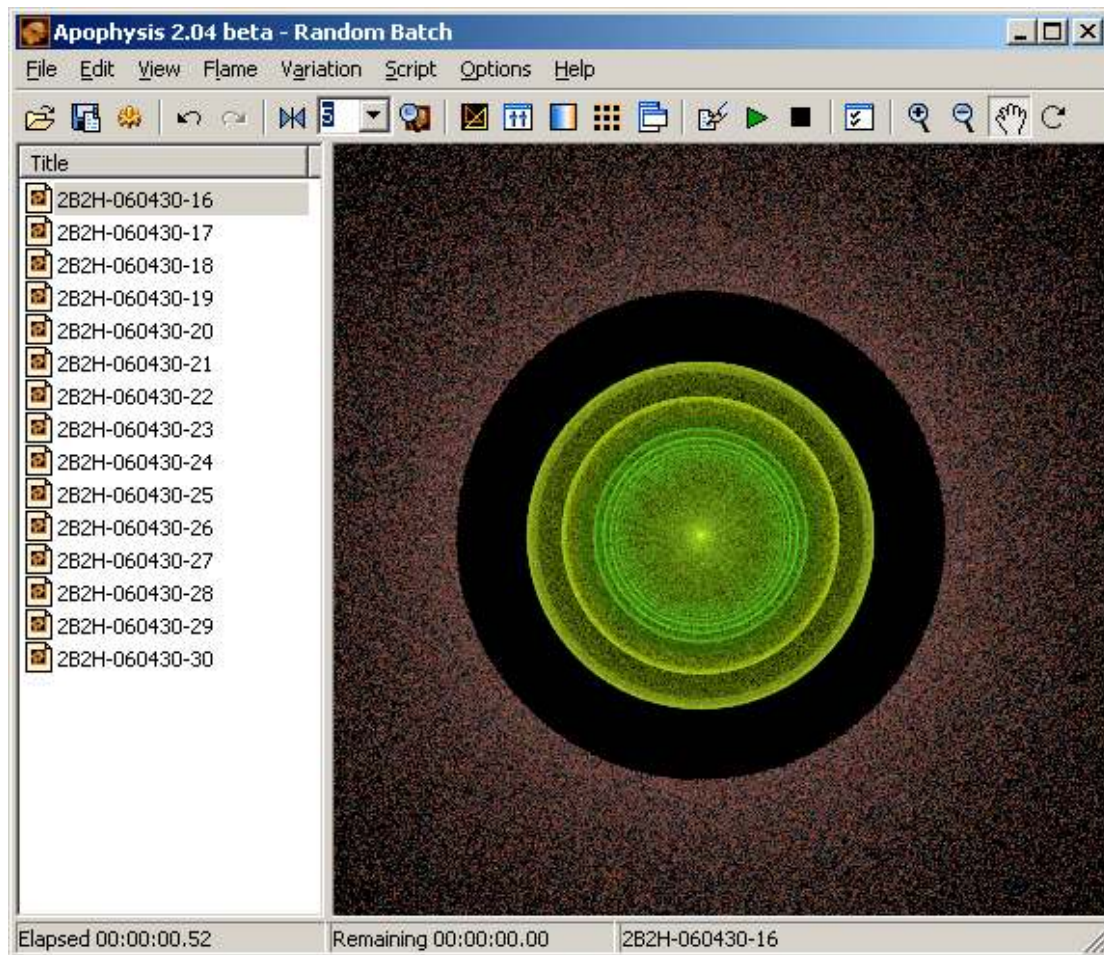 Apophysis 2.04 beta - Random Batch
File Edit View Flame Variation Script Options Help
5
Title
2B2H-060430-16
2B2H-060430-17
2B2H-060430-18
2B2H-060430-19
2B2H-060430-20
2B2H-060430-21
2B2H-060430-22
2B2H-060430-23
2B2H-060430-24
2B2H-060430-25
2B2H-060430-26
2B2H-060430-27
2B2H-060430-28
2B2H-060430-29
2B2H-060430-30
Elapsed 00:00:00.52 Remaining 00:00:00.00 2B2H-060430-16